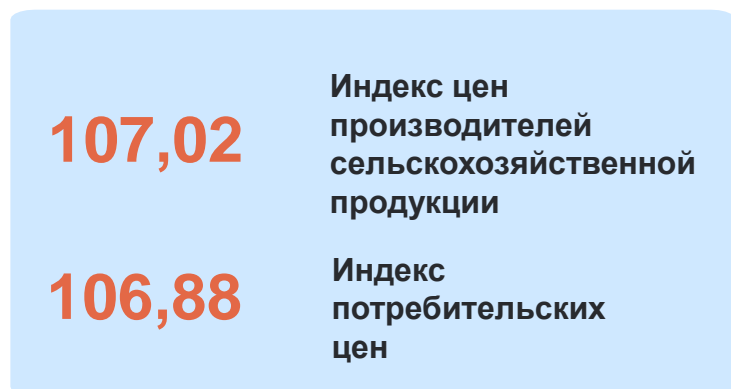 107,02
Индекс цен
производителей
сельскохозяйственной
продукции
106,88
Индекс
потребительских
цен